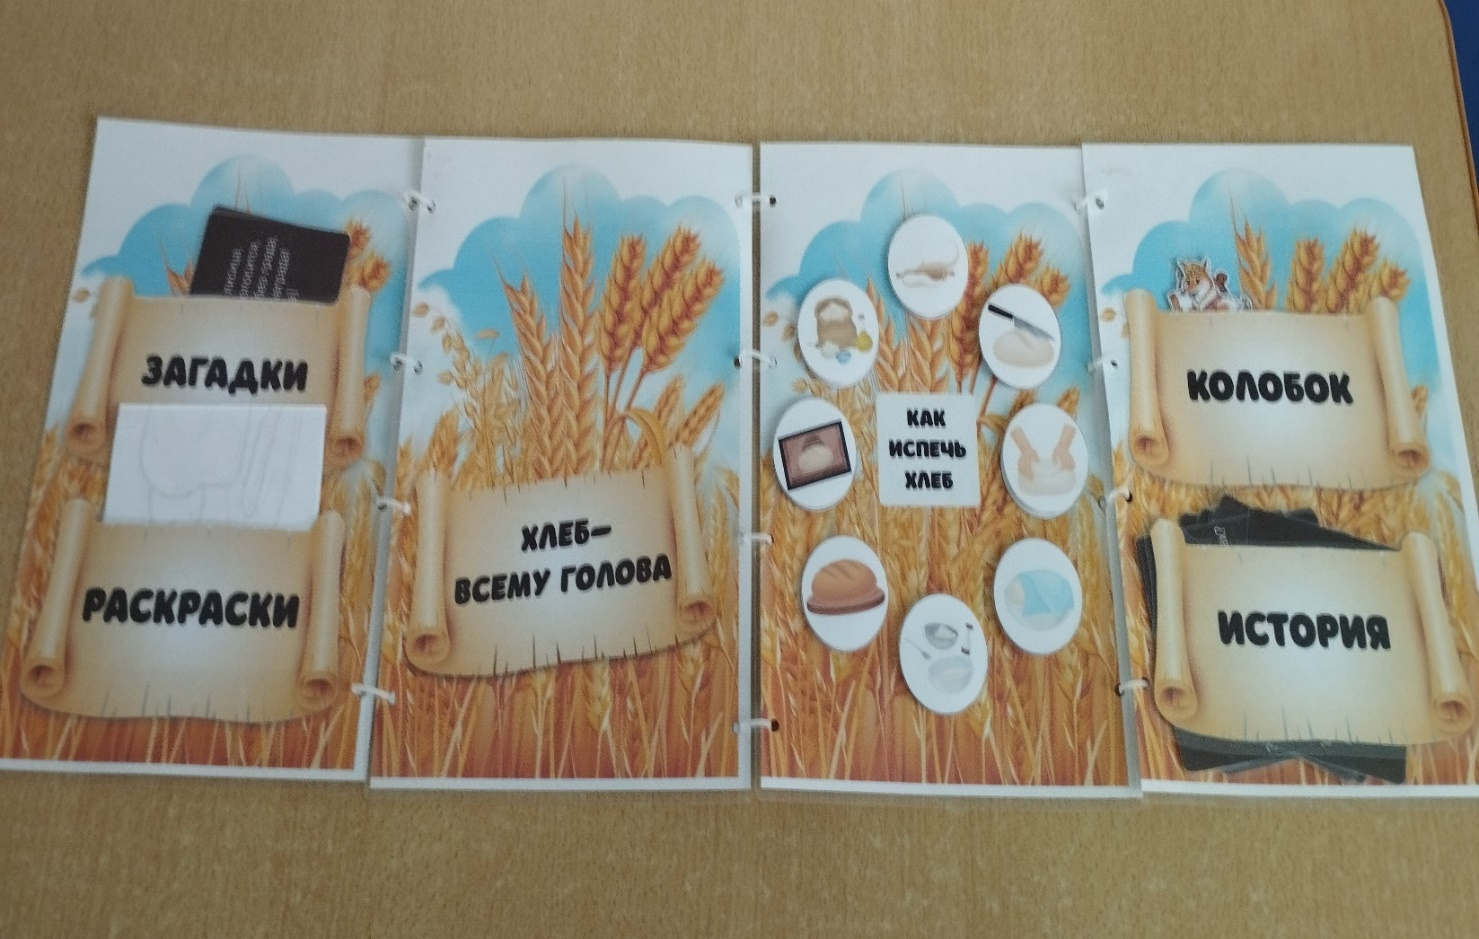 ЗАГАДКИ
РАСКРАСКИ
ХЛЕБ–
ВСЕМУ ГОЛОВА
КАК
ИСПЕЧЬ
ХЛЕБ
КОЛОБОК
ИСТОРИЯ